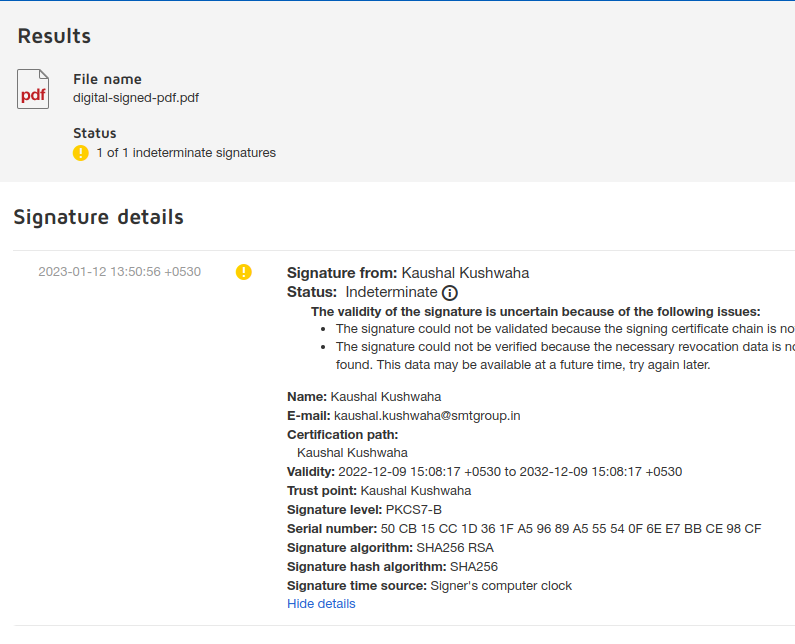 Results
pdf
File name
digital-signed-pdf.pdf
Status
1 of 1 indeterminate signatures
Signature details
2023-01-12 13:50:56 +0530
Signature from: Kaushal Kushwaha
Status: Indeterminate
The validity of the signature is uncertain because of the following issues:
• The signature could not be validated because the signing certificate chain is no
• The signature could not be verified because the necessary revocation data is no
found. This data may be available at a future time, try again later.
Name: Kaushal Kushwaha
E-mail: kaushal.kushwaha@smtgroup.in
Certification path:
Kaushal Kushwaha
Validity: 2022-12-09 15:08:17 +0530 to 2032-12-09 15:08:17 +0530
Trust point: Kaushal Kushwaha
Signature level: PKCS7-B
Serial number: 50 CB 15 CC 1D 36 1F A5 96 89 A5 55 54 0F 6E E7 BB CE 98 CF
Signature algorithm: SHA256 RSA
Signature hash algorithm: SHA256
Signature time source: Signer's computer clock
Hide details